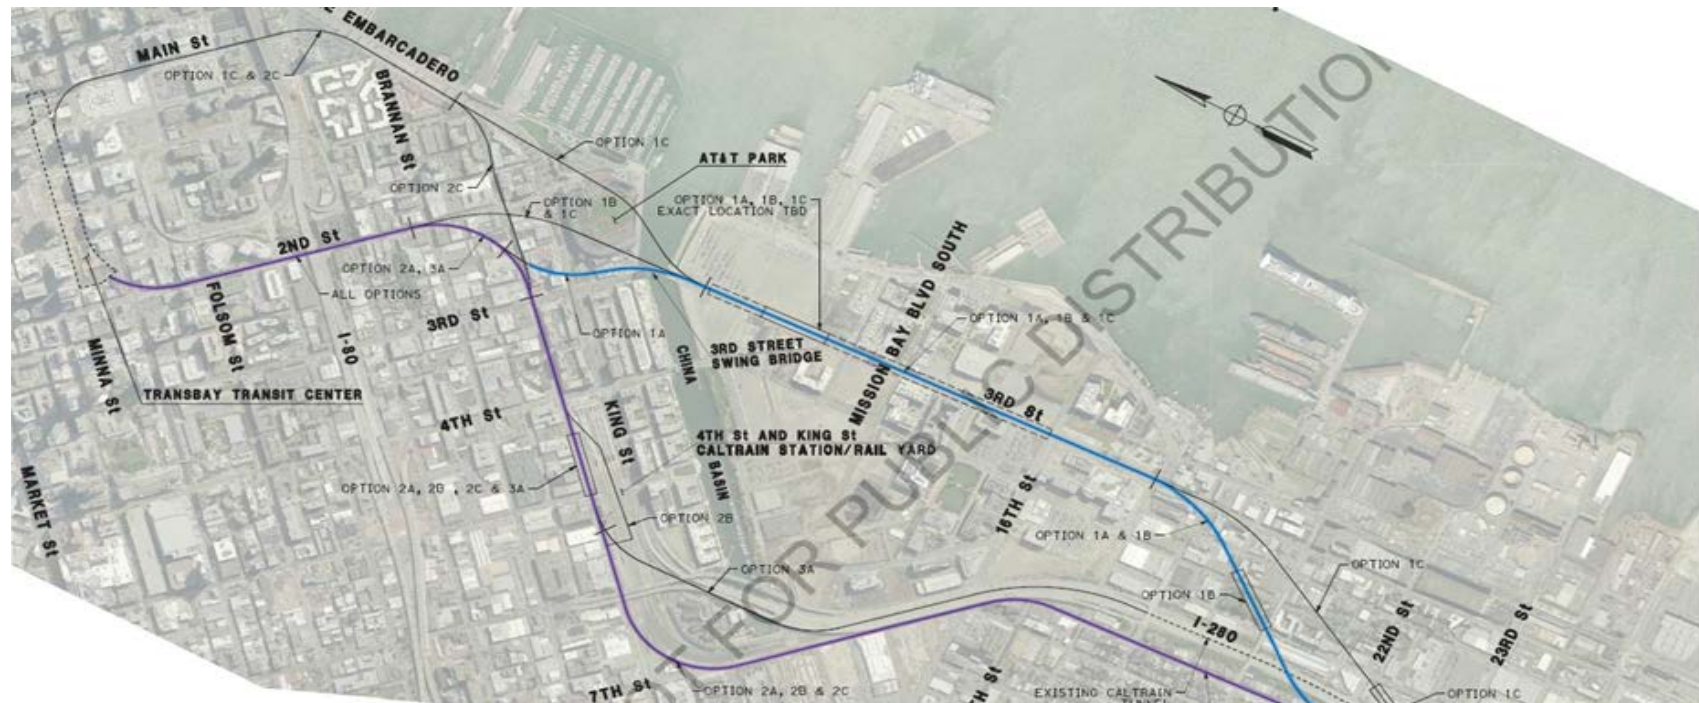 E EMBARCADERO
MAIN St
OPTION 1C & 2C
BRANNAN St
OPTION 1C
AT&T PARK
OPTION 2C
OPTION 1B
& 1C
OPTION 1A, 1B, 1C
EXACT LOCATION TBD
2ND St
OPTION 2A, 3A
ALL OPTIONS
FOLSOM St
3RD St
I-80
OPTION 1A
CHINA
3RD STREET
SWING BRIDGE
MISSION BAY BLVD SOUTH
OPTION 1A, 1B & 1C
3RD St
MINNA St
TRANSBAY TRANSIT CENTER
4TH St
KING St
4TH St AND KING St
CALTRAIN STATION/RAIL YARD
BASIN
MARKET St
OPTION 2A, 2B , 2C & 3A
OPTION 2B
16TH St
OPTION 1A & 1B
OPTION 3A
OPTION 1C
OPTION 1B
I-280
22ND St
23RD St
7TH St
OPTION 2A, 2B & 2C
TH St
EXISTING CALTRAIN
OPTION 1C
FOR PUBLIC DISTRIBUTION